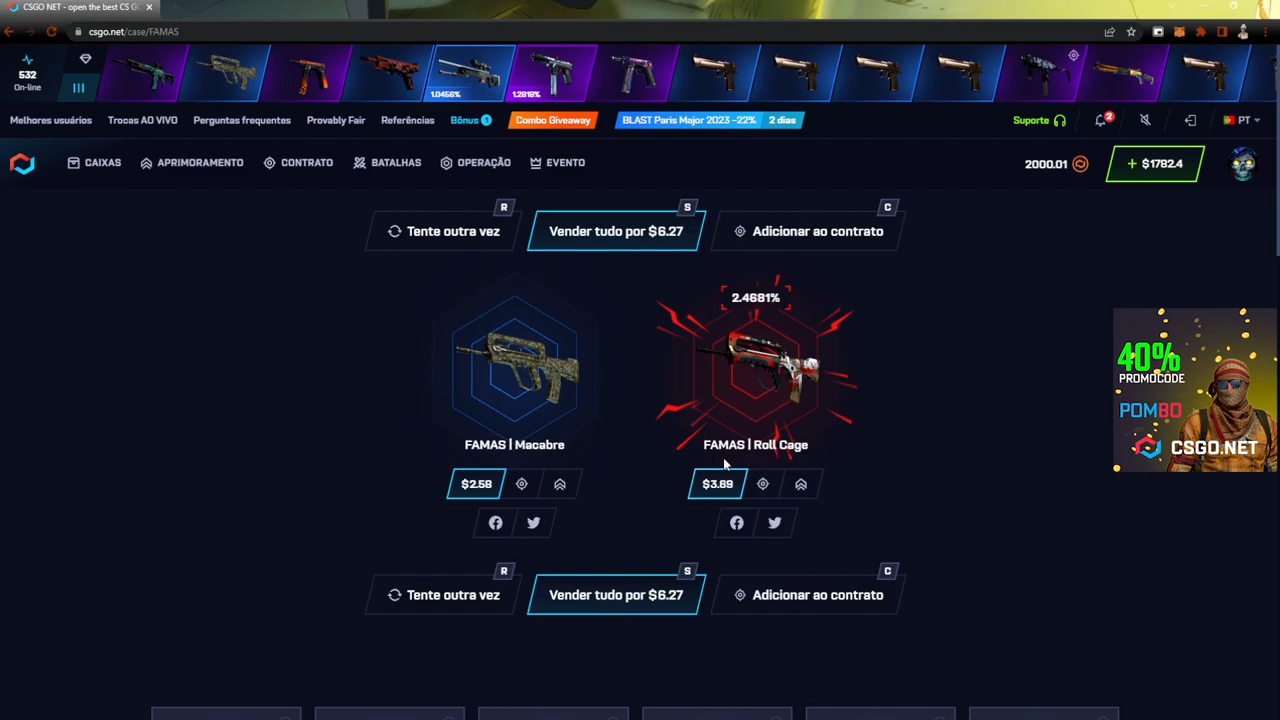 CSGO NET - open the best CS G
csgo.net/case/FAMAS
532
On-line
1.0456%
1.2818%
Melhores usuários Trocas AO VIVO Perguntas frequentes Provably Fair Referências Bônus 1 Combo Giveaway BLAST Paris Major 2023 -22% 2 dias Suporte 2 PT
CAIXAS APRIMORAMENTO CONTRATO BATALHAS OPERAÇÃO EVENTO 2000.01 + $1782.4
R S C
Tente outra vez Vender tudo por $6.27 Adicionar ao contrato
2.4681%
40%
PROMOCODE
POMBO
CSGO.NET
FAMAS | Macabre FAMAS | Roll Cage
$2.58 $3.69
R S C
Tente outra vez Vender tudo por $6.27 Adicionar ao contrato